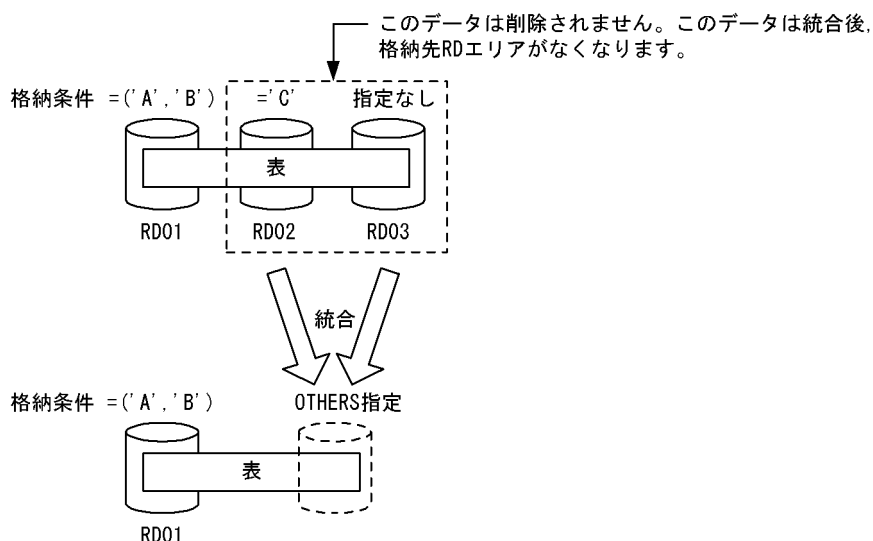 このデータは削除されません。このデータは統合後,
格納先RDエリアがなくなります。
格納条件 =('A','B') ='C' 指定なし
表
RD01 RD02 RD03
統合
格納条件 =('A','B') OTHERS指定
表
RD01